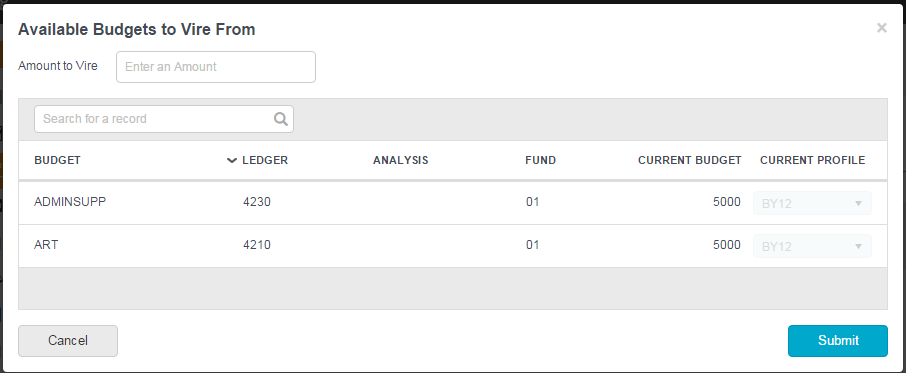 Available Budgets to Vire From
×
Amount to Vire Enter an Amount
Search for a record
BUDGET LEDGER ANALYSIS FUND CURRENT BUDGET CURRENT PROFILE
ADMINSUPP 4230 01 5000 BY12
ART 4210 01 5000 BY12
Cancel Submit